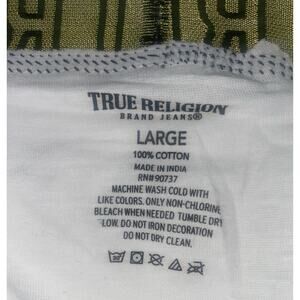 TRUE RELIGION
BRAND JEANS®
LARGE
100% COTTON
MADE IN INDIA
RN#90737
MACHINE WASH COLD WITH
LIKE COLORS. ONLY NON-CHLORINE
BLEACH WHEN NEEDED TUMBLE DRY
LOW. DO NOT IRON DECORATION
DO NOT DRY CLEAN.